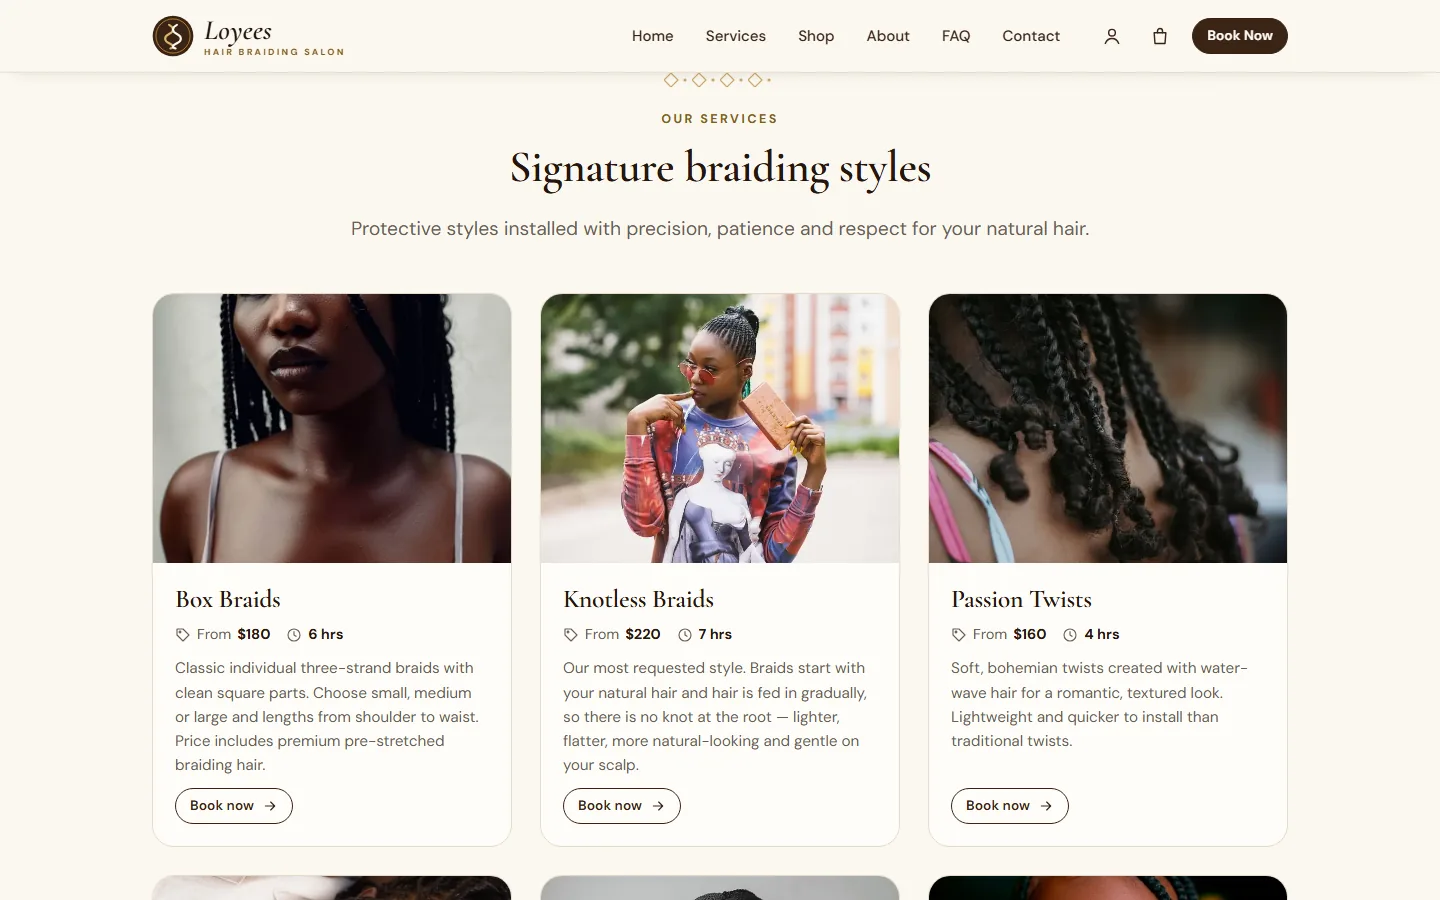 Loyees
HAIR BRAIDING SALON
Home
Services
Shop
About
FAQ
Contact
Book Now
OUR SERVICES
Signature braiding styles
Protective styles installed with precision, patience and respect for your natural hair.
Box Braids
From $180 6 hrs
Classic individual three-strand braids with
clean square parts. Choose small, medium
or large and lengths from shoulder to waist.
Price includes premium pre-stretched
braiding hair.
Book now →
Knotless Braids
From $220 7 hrs
Our most requested style. Braids start with
your natural hair and hair is fed in gradually,
so there is no knot at the root — lighter,
flatter, more natural-looking and gentle on
your scalp.
Book now →
Passion Twists
From $160 4 hrs
Soft, bohemian twists created with water-
wave hair for a romantic, textured look.
Lightweight and quicker to install than
traditional twists.
Book now →